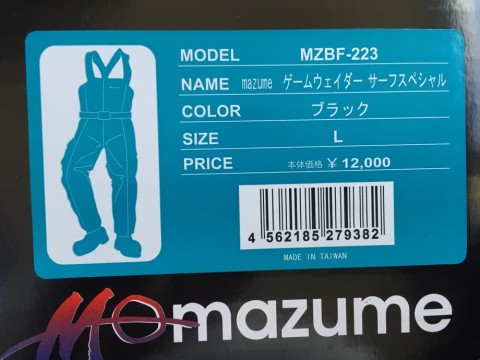 MODEL MZBF-223
NAME mazume ゲームウェイダー サーフスペシャル
COLOR ブラック
SIZE L
PRICE 本体価格 ¥ 12,000
4 562185 279382
MADE IN TAIWAN
MO mazume